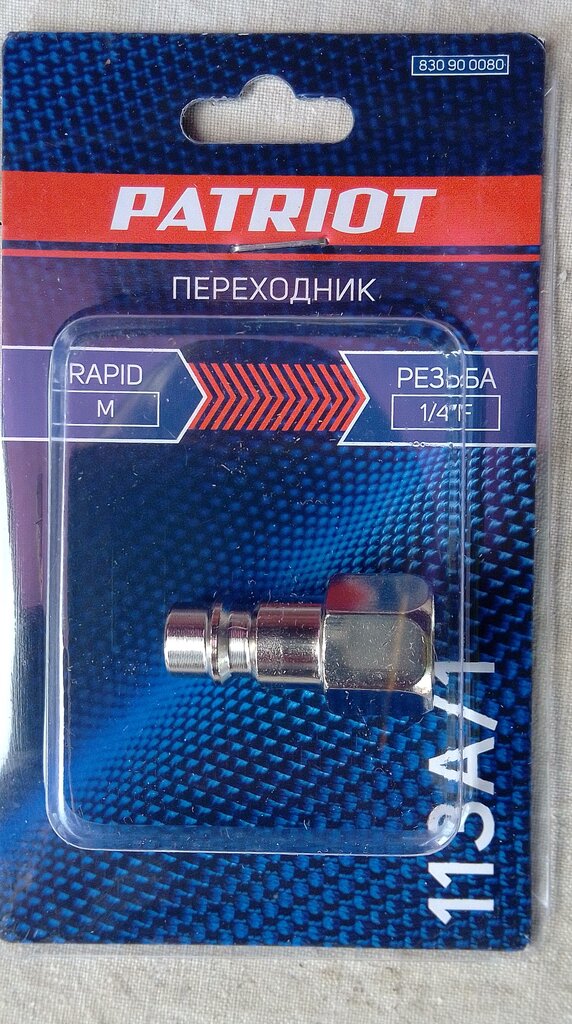 830 90 0080
PATRIOT
ПЕРЕХОДНИК
RAPID
M
РЕЗЬБА
1/4"F
113A/1